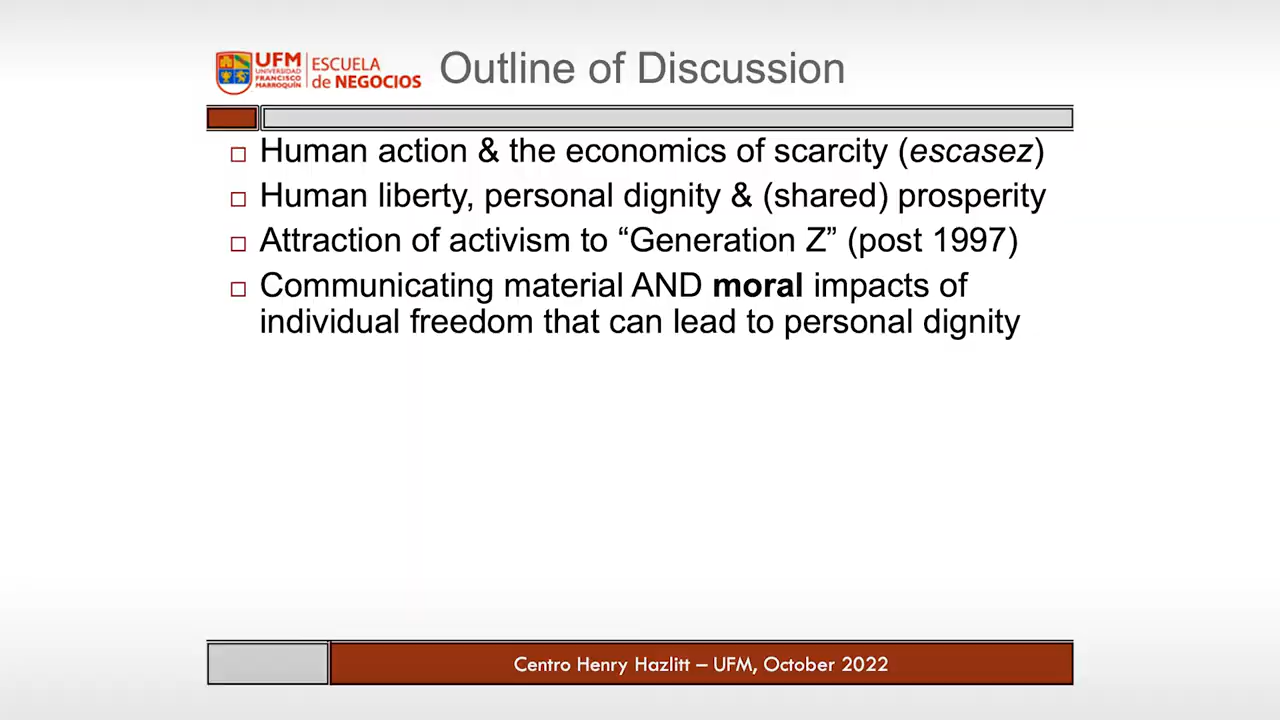 UFM
UNIVERSIDAD
FRANCISCO
MARROQUÍN
ESCUELA
de NEGOCIOS
Outline of Discussion
Human action & the economics of scarcity (escasez)
Human liberty, personal dignity & (shared) prosperity
Attraction of activism to “Generation Z” (post 1997)
Communicating material AND moral impacts of
individual freedom that can lead to personal dignity
Centro Henry Hazlitt – UFM, October 2022